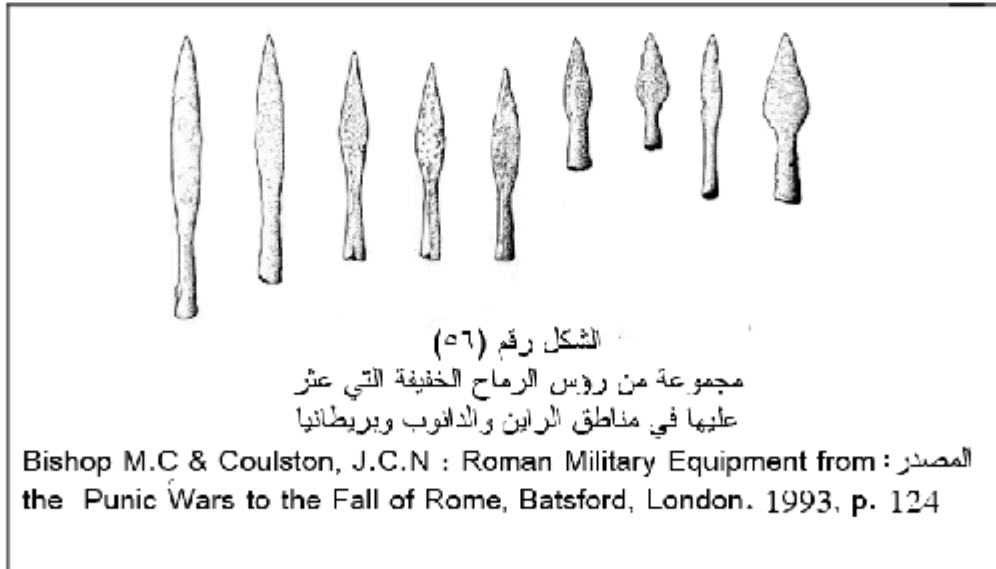 الشكل رقم (٥٦)
مجموعة من رؤس الرماح الخفيفة التي عثر
عليها في مناطق الراين والدانوب وبريطانيا
المصدر : Bishop M.C & Coulston, J.C.N : Roman Military Equipment from
the Punic Wars to the Fall of Rome, Batsford, London. 1993, p. 124